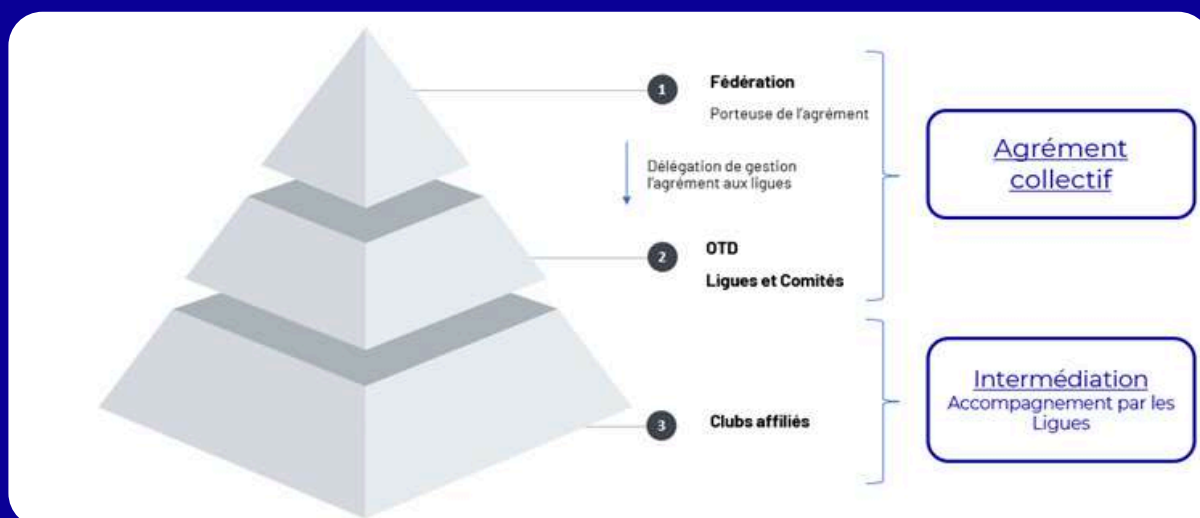 1
Fédération
Porteuse de l'agrément
Délégation de gestion
l'agrément aux ligues
2
OTD
Ligues et Comités
3
Clubs affiliés
Agrément
collectif
Intermédiation
Accompagnement par les
Ligues